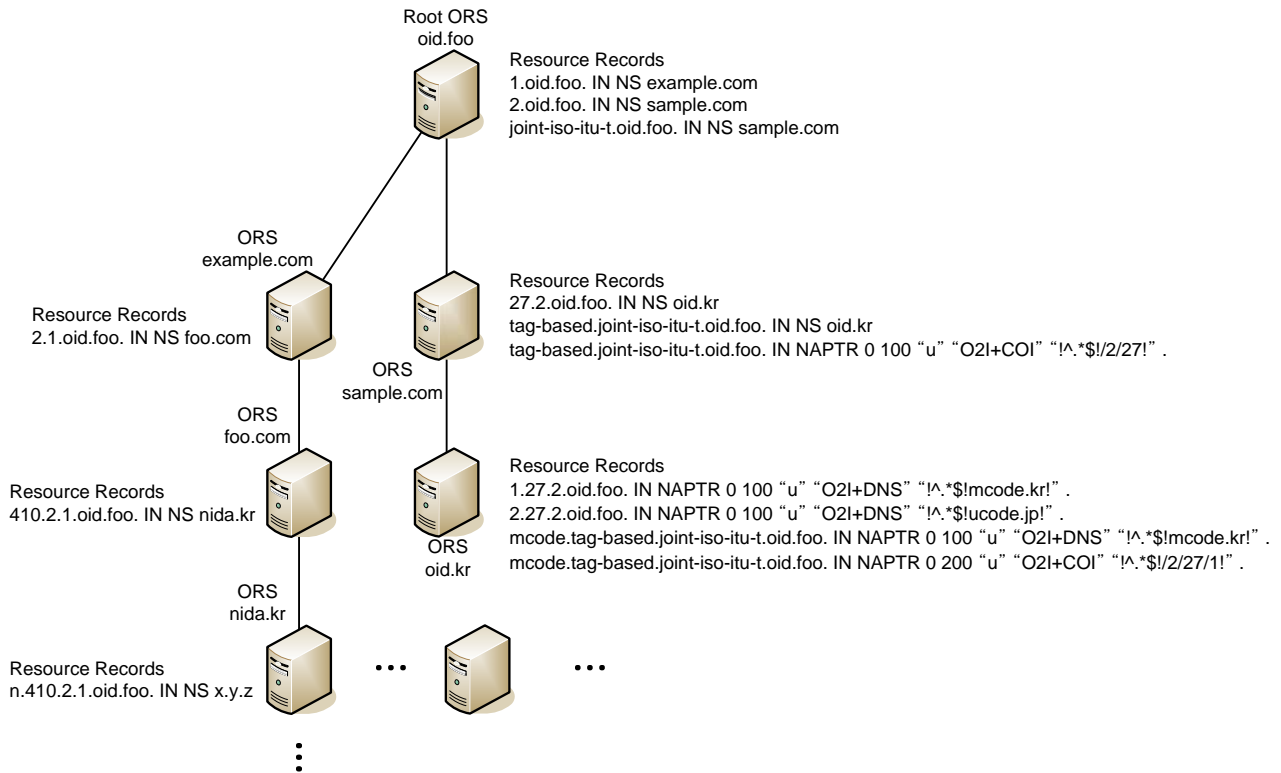 Root ORS
oid.foo
Resource Records
1.oid.foo. IN NS example.com
2.oid.foo. IN NS sample.com
joint-iso-itu-t.oid.foo. IN NS sample.com
ORS
example.com
Resource Records
2.1.oid.foo. IN NS foo.com
Resource Records
27.2.oid.foo. IN NS oid.kr
tag-based.joint-iso-itu-t.oid.foo. IN NS oid.kr
tag-based.joint-iso-itu-t.oid.foo. IN NAPTR 0 100 “u” “O2I+COI” “!^.*$!/2/27!” .
ORS
sample.com
ORS
foo.com
Resource Records
410.2.1.oid.foo. IN NS nida.kr
Resource Records
1.27.2.oid.foo. IN NAPTR 0 100 “u” “O2I+DNS” “!^.*$!mcode.kr!” .
2.27.2.oid.foo. IN NAPTR 0 100 “u” “O2I+DNS” “!^.*$!ucode.jp!” .
mcode.tag-based.joint-iso-itu-t.oid.foo. IN NAPTR 0 100 “u” “O2I+DNS” “!^.*$!mcode.kr!” .
mcode.tag-based.joint-iso-itu-t.oid.foo. IN NAPTR 0 200 “u” “O2I+COI” “!^.*$!/2/27/1!” .
ORS
oid.kr
ORS
nida.kr
Resource Records
n.410.2.1.oid.foo. IN NS x.y.z
... ...
...